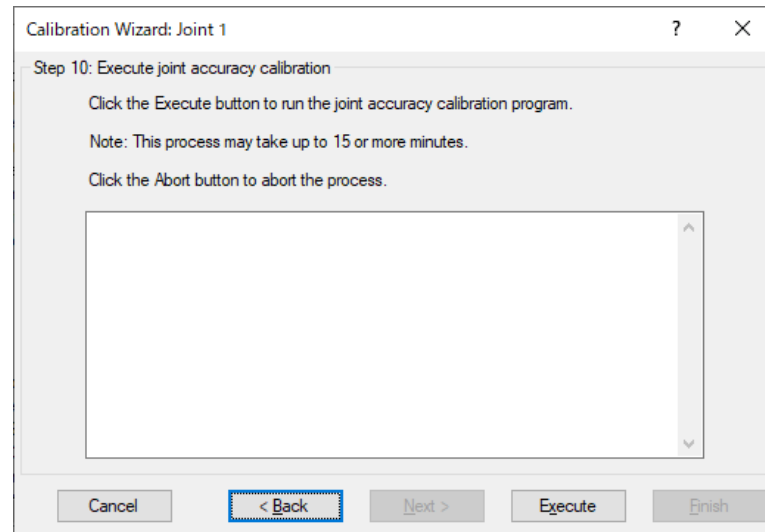 Calibration Wizard: Joint 1
?
Step 10: Execute joint accuracy calibration
Click the Execute button to run the joint accuracy calibration program.
Note: This process may take up to 15 or more minutes.
Click the Abort button to abort the process.
Cancel
< Back
Next >
Execute
Finish